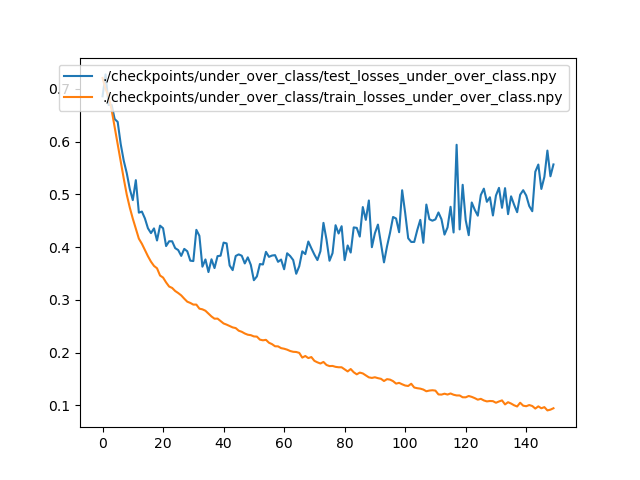 ./checkpoints/under_over_class/test_losses_under_over_class.npy
./checkpoints/under_over_class/train_losses_under_over_class.npy
0.7
0.6
0.5
0.4
0.3
0.2
0.1
0 20 40 60 80 100 120 140